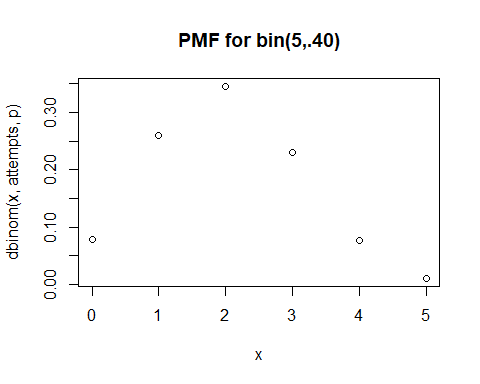 PMF for bin(5,.40)
dbinom(x, attempts, p)
0.30
0.20
0.10
0.00
0 1 2 3 4 5
x